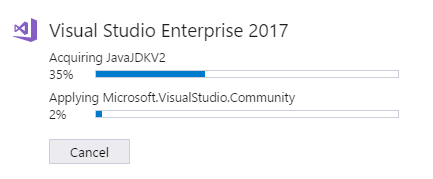 Visual Studio Enterprise 2017
Acquiring JavaJDKV2
35%
Applying Microsoft.VisualStudio.Community
2%
Cancel